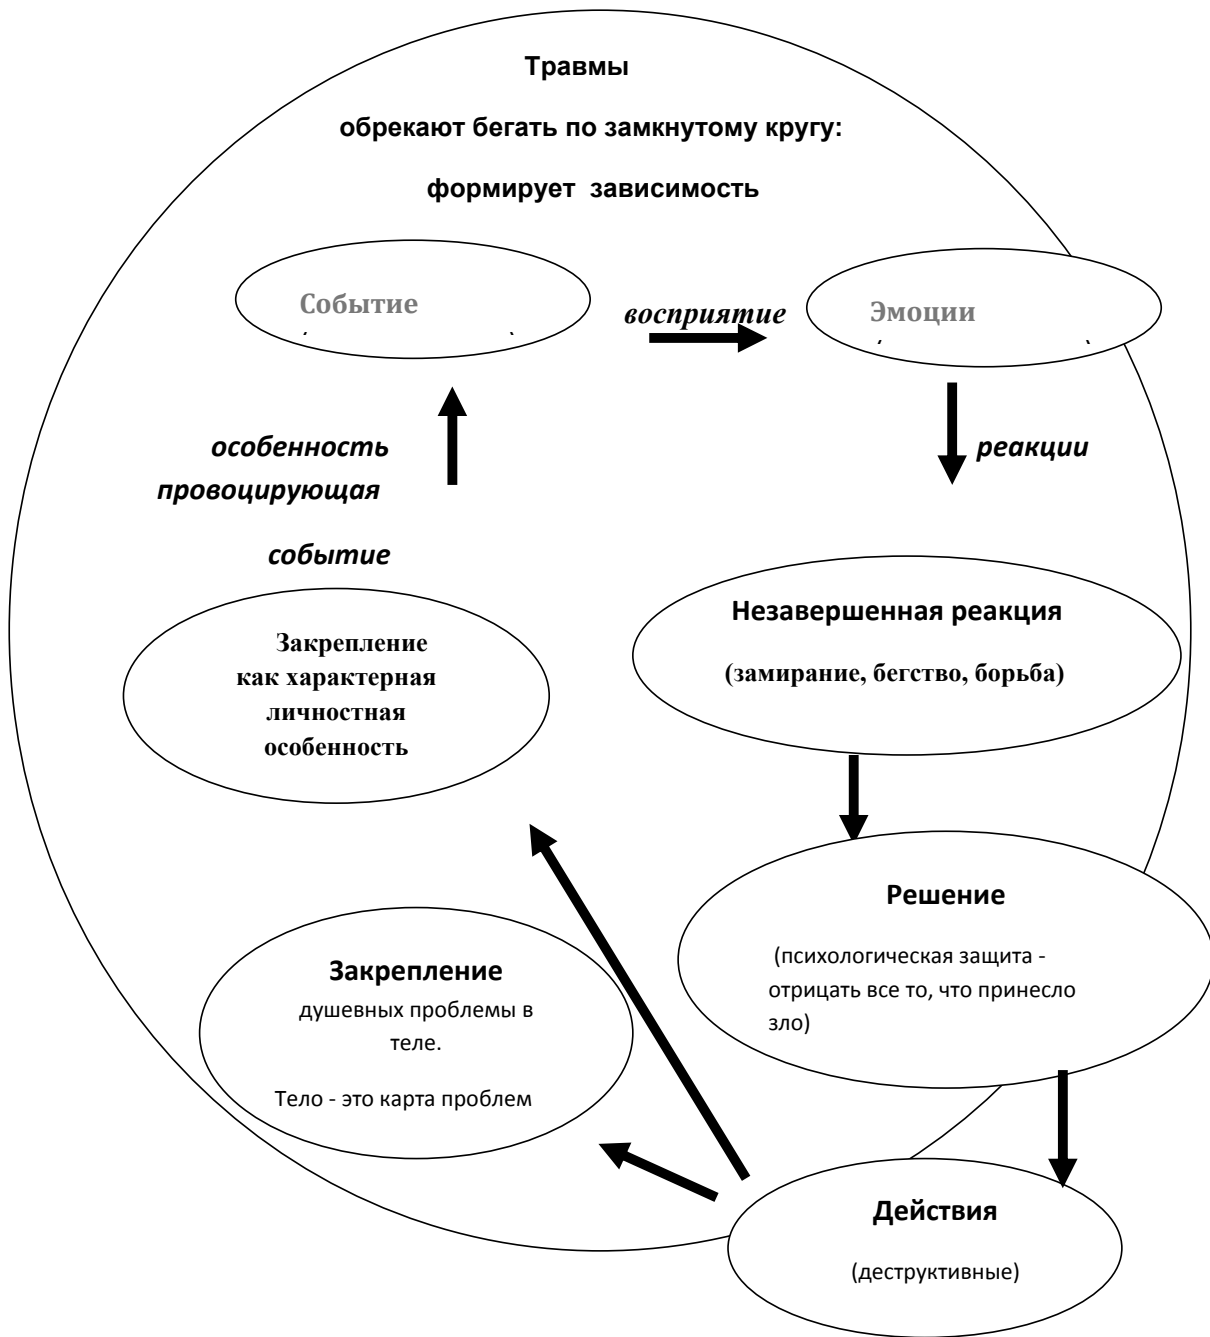 Травмы
обрекают бегать по замкнутому кругу:
формирует зависимость
Событие
восприятие
Эмоции
реакции
особенность
провоцирующая
событие
Незавершенная реакция
(замирание, бегство, борьба)
Закрепление
как характерная
личностная
особенность
Решение
(психологическая защита -
отрицать все то, что принесло
зло)
Закрепление
душевных проблемы в
теле.
Тело - это карта проблем
Действия
(деструктивные)